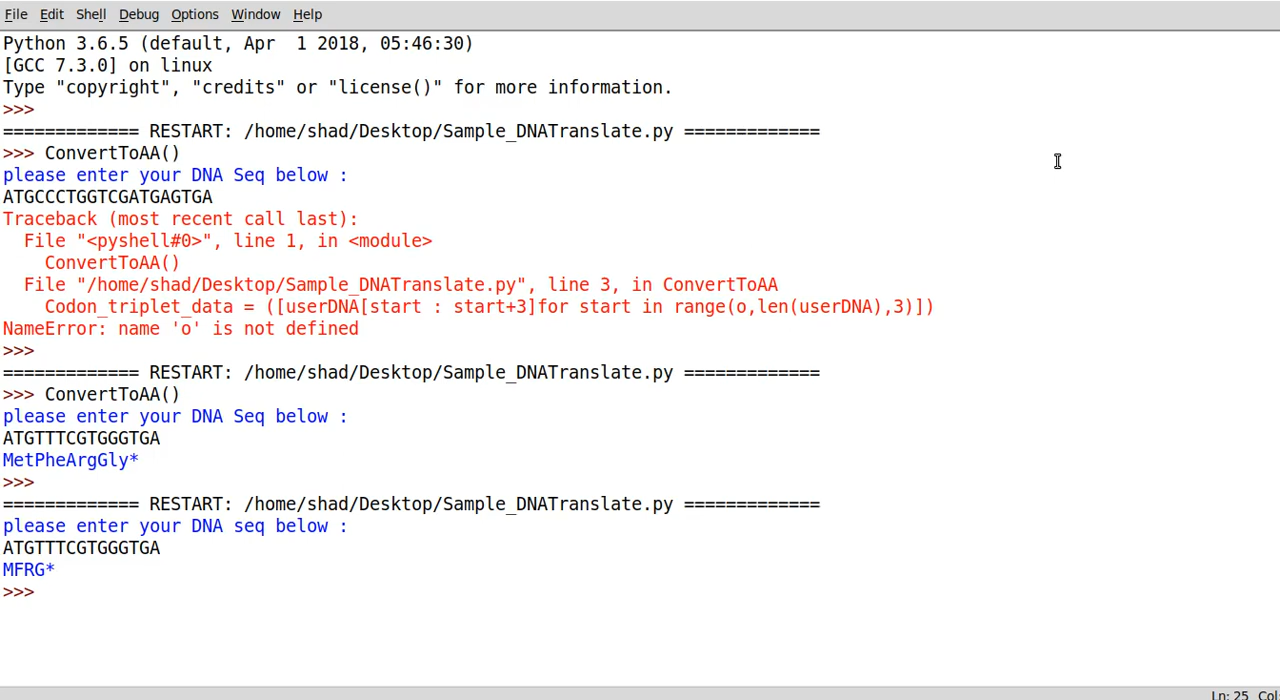 File Edit Shell Debug Options Window Help
Python 3.6.5 (default, Apr  1 2018, 05:46:30)
[GCC 7.3.0] on linux
Type "copyright", "credits" or "license()" for more information.
>>>
============= RESTART: /home/shad/Desktop/Sample_DNATranslate.py =============
>>> ConvertToAA()
please enter your DNA Seq below :
ATGCCCTGGTCGATGAGTGA
Traceback (most recent call last):
  File "<pyshell#0>", line 1, in <module>
    ConvertToAA()
  File "/home/shad/Desktop/Sample_DNATranslate.py", line 3, in ConvertToAA
    Codon_triplet_data = ([userDNA[start : start+3]for start in range(o,len(userDNA),3)])
NameError: name 'o' is not defined
>>>
============= RESTART: /home/shad/Desktop/Sample_DNATranslate.py =============
>>> ConvertToAA()
please enter your DNA Seq below :
ATGTTTCGTGGGTGA
MetPheArgGly*
>>>
============= RESTART: /home/shad/Desktop/Sample_DNATranslate.py =============
please enter your DNA seq below :
ATGTTTCGTGGGTGA
MFRG*
>>>
Ln: 25 Col: